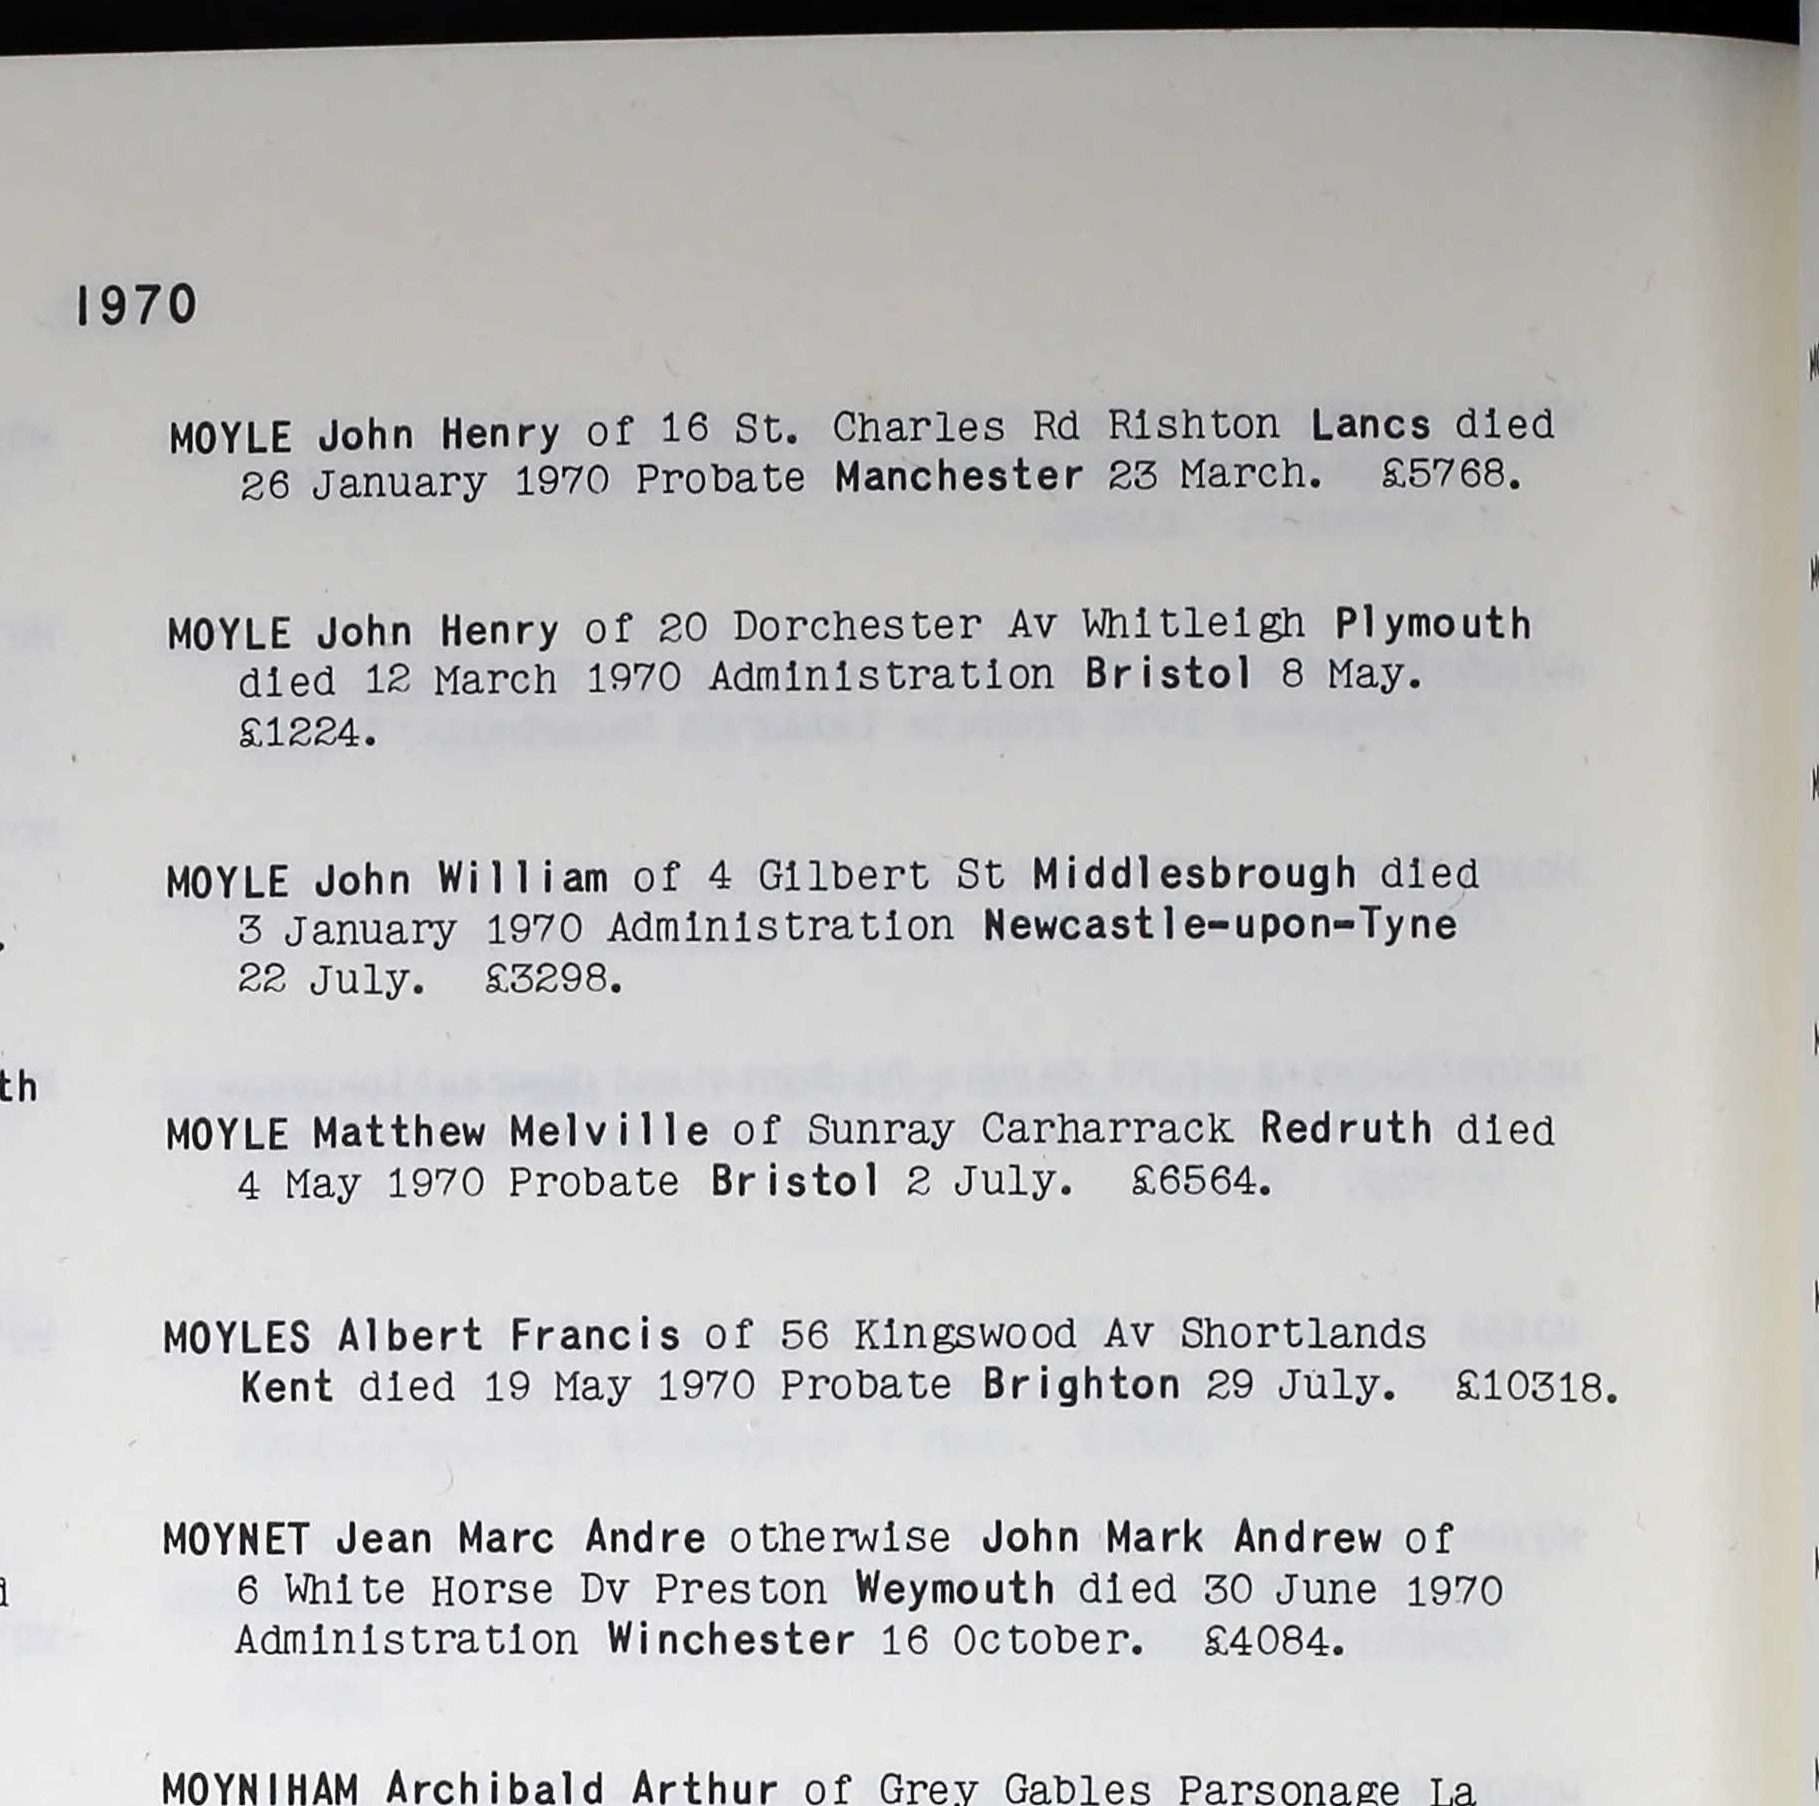 1970
MOYLE John Henry of 16 St. Charles Rd Rishton Lancs died
26 January 1970 Probate Manchester 23 March. £5768.
MOYLE John Henry of 20 Dorchester Av Whitleigh Plymouth
died 12 March 1970 Administration Bristol 8 May.
£1224.
MOYLE John William of 4 Gilbert St Middlesbrough died
3 January 1970 Administration Newcastle-upon-Tyne
22 July. £3298.
th
MOYLE Matthew Melville of Sunray Carharrack Redruth died
4 May 1970 Probate Bristol 2 July. £6564.
MOYLES Albert Francis of 56 Kingswood Av Shortlands
Kent died 19 May 1970 Probate Brighton 29 July. £10318.
MOYNET Jean Marc Andre otherwise John Mark Andrew of
6 White Horse Dv Preston Weymouth died 30 June 1970
Administration Winchester 16 October. £4084.
MOYNIHAM Archibald Arthur of Grey Gables Parsonage La